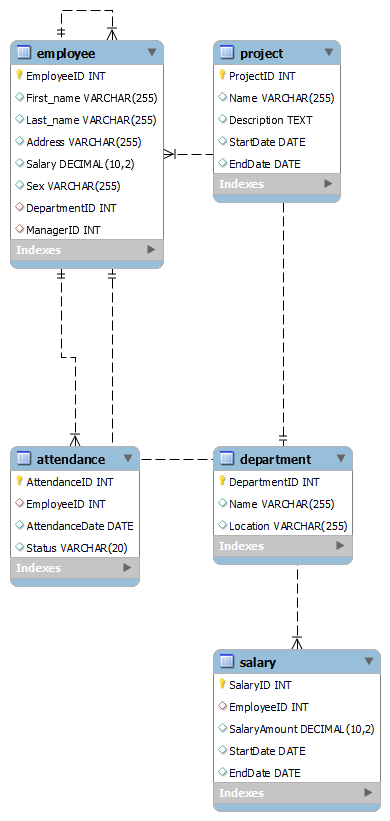 employee
EmployeeID INT
First_name VARCHAR(255)
Last_name VARCHAR(255)
Address VARCHAR(255)
Salary DECIMAL(10,2)
Sex VARCHAR(255)
DepartmentID INT
ManagerID INT
Indexes
project
ProjectID INT
Name VARCHAR(255)
Description TEXT
StartDate DATE
EndDate DATE
Indexes
attendance
AttendanceID INT
EmployeeID INT
AttendanceDate DATE
Status VARCHAR(20)
Indexes
department
DepartmentID INT
Name VARCHAR(255)
Location VARCHAR(255)
Indexes
salary
SalaryID INT
EmployeeID INT
SalaryAmount DECIMAL(10,2)
StartDate DATE
EndDate DATE
Indexes